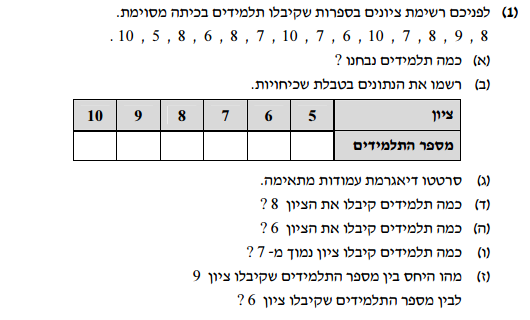 (1) לפניכם רשימת ציונים בספרות שקיבלו תלמידים בכיתה מסוימת.
8 , 9 , 8 , 7 , 10 , 6 , 7 , 10 , 7 , 8 , 6 , 8 , 5 , 10 .
(א) כמה תלמידים נבחנו ?
(ב) רשמו את הנתונים בטבלת שכיחויות.
ציון 5 6 7 8 9 10
מספר התלמידים
(ג) סרטטו דיאגרמת עמודות מתאימה.
(ד) כמה תלמידים קיבלו את הציון 8 ?
(ה) כמה תלמידים קיבלו את הציון 6 ?
(ו) כמה תלמידים קיבלו ציון נמוך מ- 7 ?
(ז) מהו היחס בין מספר התלמידים שקיבלו ציון 9
לבין מספר התלמידים שקיבלו ציון 6 ?